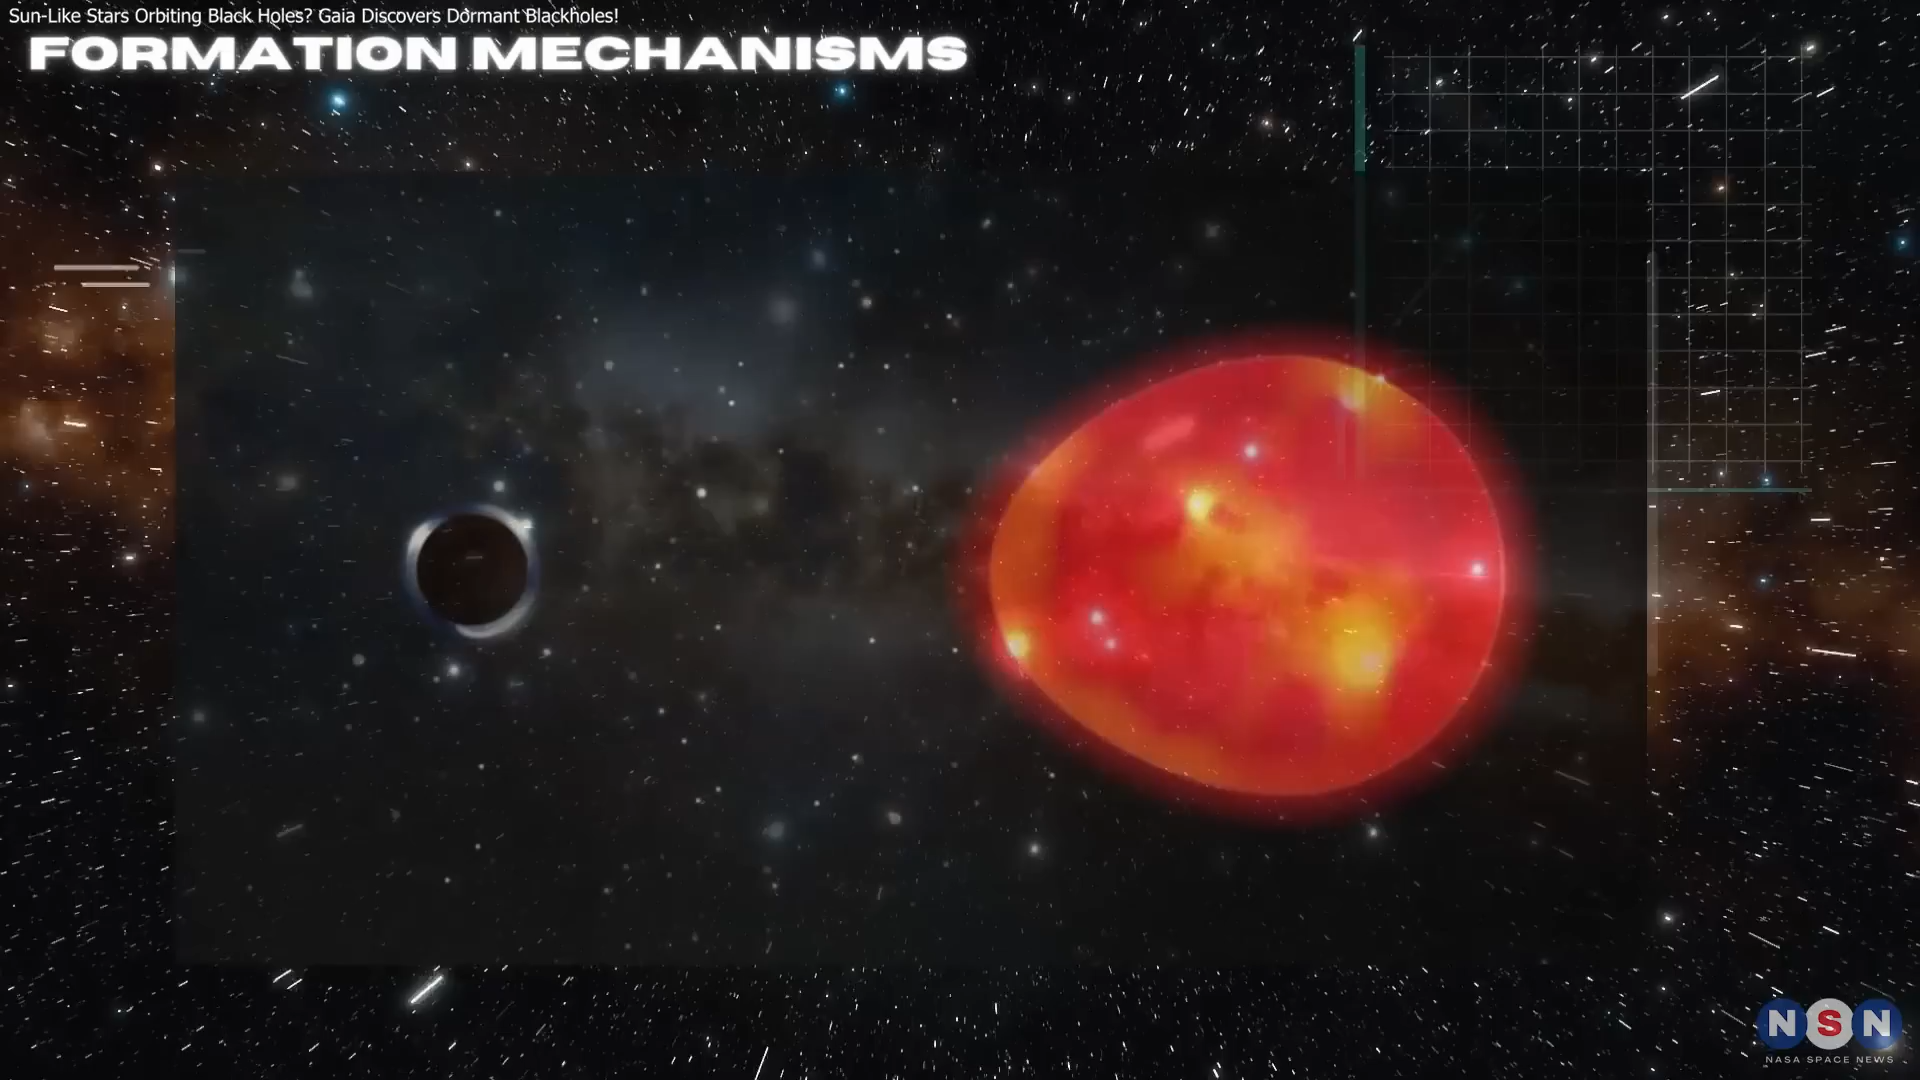 Sun-Like Stars Orbiting Black Holes? Gaia Discovers Dormant Blackholes!
FORMATION MECHANISMS
NSN
NASA SPACE NEWS